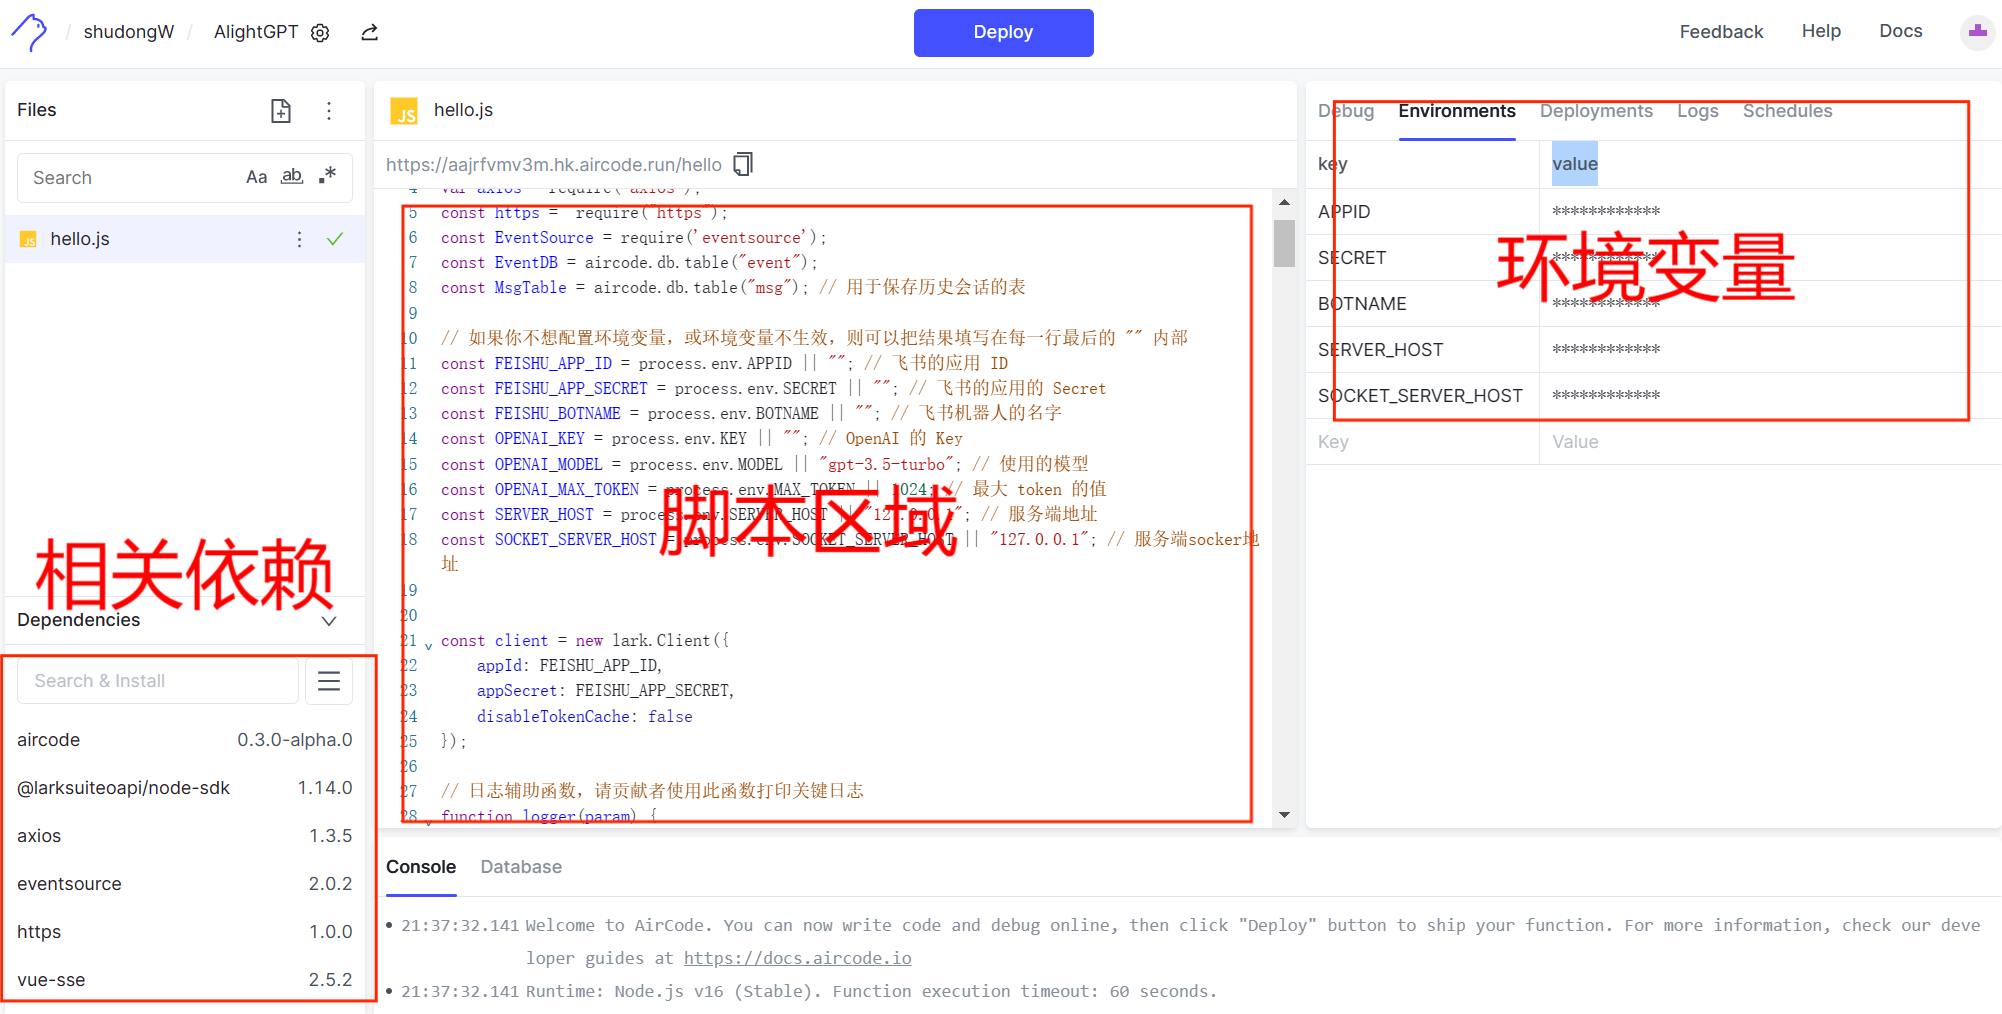 / shudongW / AlightGPT
Deploy
Feedback Help Docs
Files
Search Aa ab .*
JS hello.js
相关依赖
Dependencies
Search & Install
aircode 0.3.0-alpha.0
@larksuiteoapi/node-sdk 1.14.0
axios 1.3.5
eventsource 2.0.2
https 1.0.0
vue-sse 2.5.2
JS hello.js
https://aajrfvmv3m.hk.aircode.run/hello
4 var axios = require('axios');
5 const https =  require("https");
6 const EventSource = require('eventsource');
7 const EventDB = aircode.db.table("event");
8 const MsgTable = aircode.db.table("msg"); // 用于保存历史会话的表
9
10 // 如果你不想配置环境变量，或环境变量不生效，则可以把结果填写在每一行最后的 "" 内部
11 const FEISHU_APP_ID = process.env.APPID || ""; // 飞书的应用 ID
12 const FEISHU_APP_SECRET = process.env.SECRET || ""; // 飞书的应用的 Secret
13 const FEISHU_BOTNAME = process.env.BOTNAME || ""; // 飞书机器人的名字
14 const OPENAI_KEY = process.env.KEY || ""; // OpenAI 的 Key
15 const OPENAI_MODEL = process.env.MODEL || "gpt-3.5-turbo"; // 使用的模型
16 const OPENAI_MAX_TOKEN = process.env.MAX_TOKEN || 1024; // 最大 token 的值
17 const SERVER_HOST = process.env.SERVER_HOST || "127.0.0.1"; // 服务端地址
18 const SOCKET_SERVER_HOST = process.env.SOCKET_SERVER_HOST || "127.0.0.1"; // 服务端socker地
址
脚本区域
19
20
21 const client = new lark.Client({
22 appId: FEISHU_APP_ID,
23 appSecret: FEISHU_APP_SECRET,
24 disableTokenCache: false
25 });
26
27 // 日志辅助函数，请贡献者使用此函数打印关键日志
28 function logger(param) {
Debug Environments Deployments Logs Schedules
key value
APPID ************
SECRET ************
BOTNAME ************
SERVER_HOST ************
SOCKET_SERVER_HOST ************
Key Value
环境变量
Console Database
21:37:32.141 Welcome to AirCode. You can now write code and debug online, then click "Deploy" button to ship your function. For more information, check our deve
loper guides at https://docs.aircode.io
21:37:32.141 Runtime: Node.js v16 (Stable). Function execution timeout: 60 seconds.